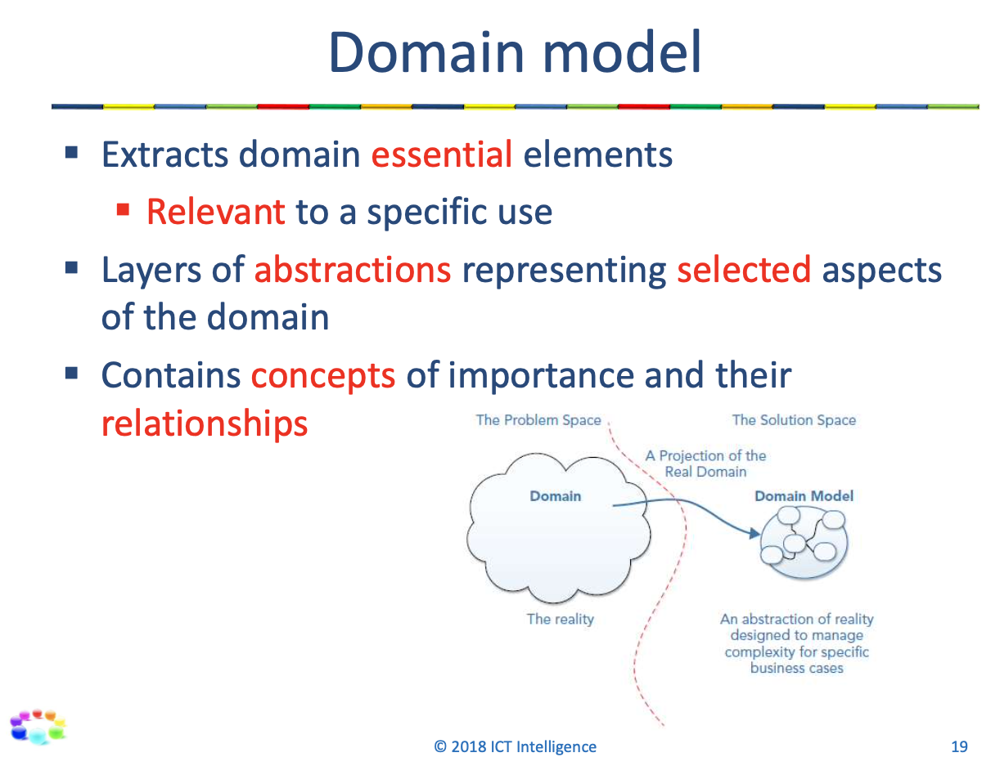 Domain model
Extracts domain essential elements
Relevant to a specific use
Layers of abstractions representing selected aspects
of the domain
Contains concepts of importance and their
relationships
The Problem Space
The Solution Space
A Projection of the
Real Domain
Domain
Domain Model
The reality
An abstraction of reality
designed to manage
complexity for specific
business cases
© 2018 ICT Intelligence
19